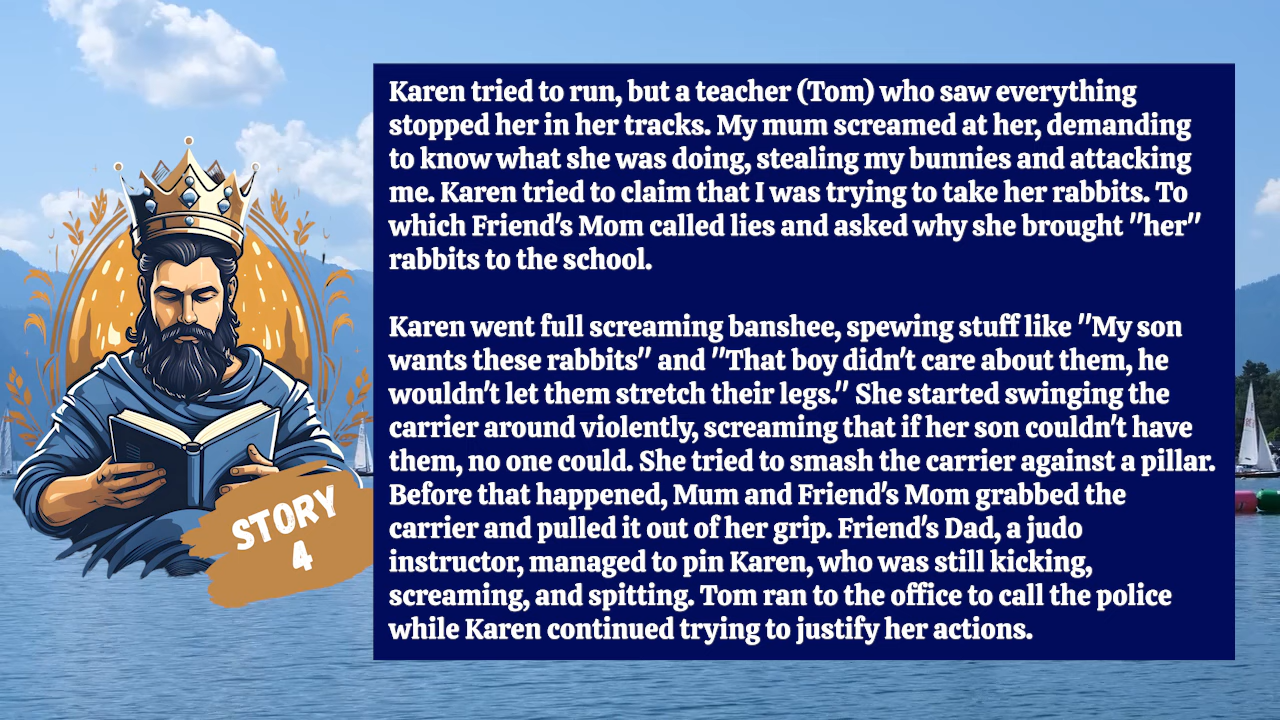 Karen tried to run, but a teacher (Tom) who saw everything
stopped her in her tracks. My mum screamed at her, demanding
to know what she was doing, stealing my bunnies and attacking
me. Karen tried to claim that I was trying to take her rabbits. To
which Friend's Mom called lies and asked why she brought "her"
rabbits to the school.

Karen went full screaming banshee, spewing stuff like "My son
wants these rabbits" and "That boy didn't care about them, he
wouldn't let them stretch their legs." She started swinging the
carrier around violently, screaming that if her son couldn't have
them, no one could. She tried to smash the carrier against a pillar.
Before that happened, Mum and Friend's Mom grabbed the
carrier and pulled it out of her grip. Friend's Dad, a judo
instructor, managed to pin Karen, who was still kicking,
screaming, and spitting. Tom ran to the office to call the police
while Karen continued trying to justify her actions.
STORY
4